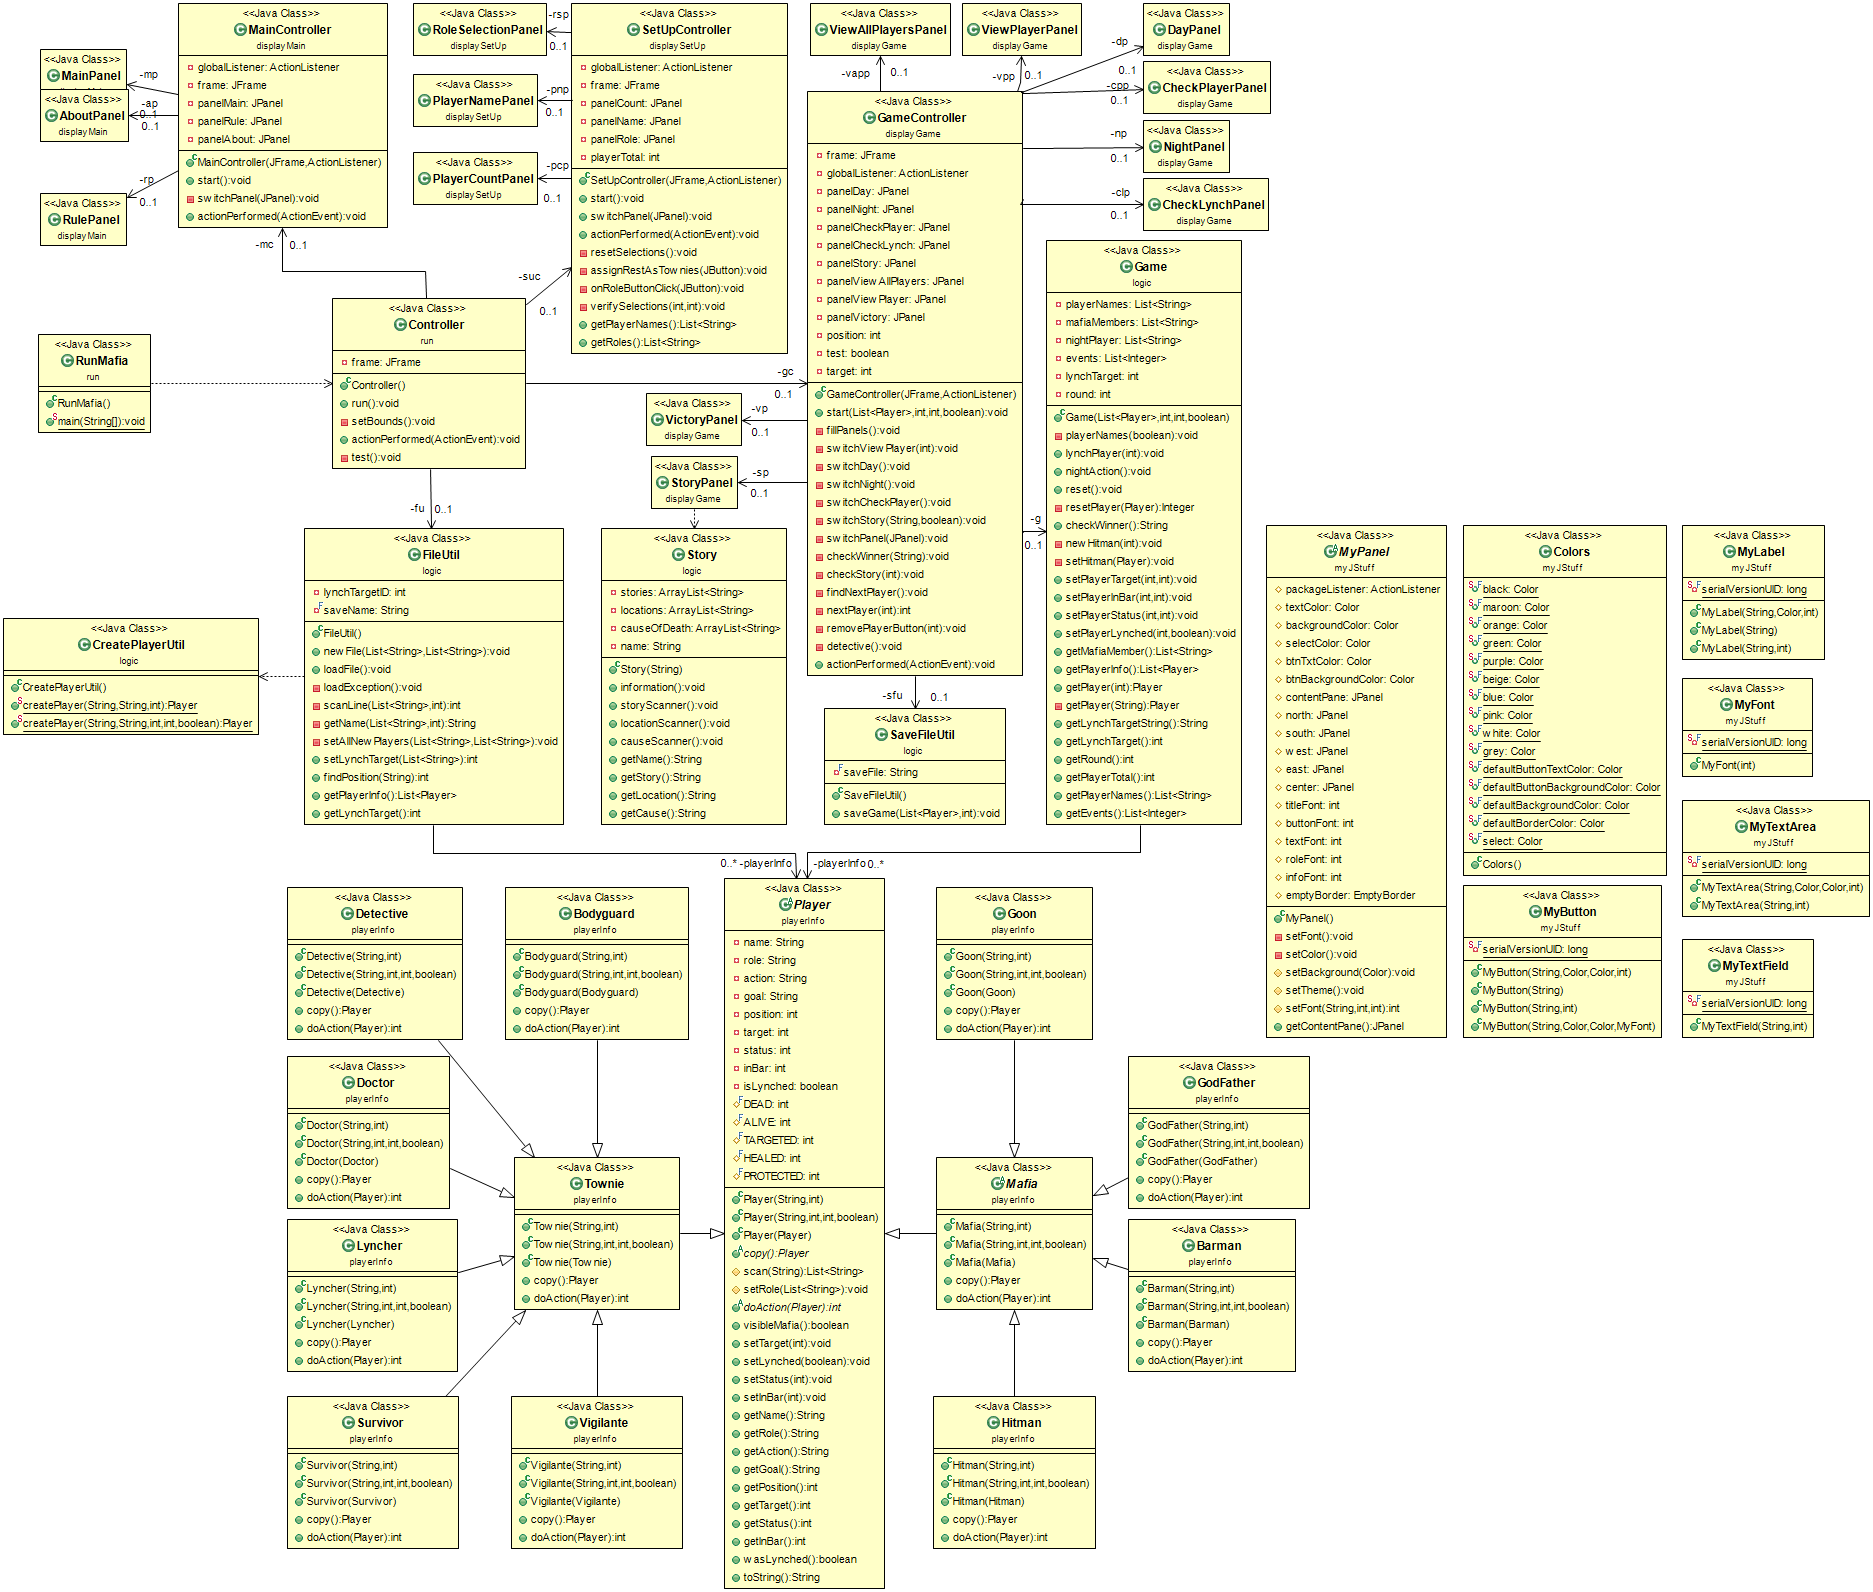 <<Java Class>>
MainController
displayMain
globalListener: ActionListener
frame: JFrame
panelMain: JPanel
panelRule: JPanel
panelAbout: JPanel
MainController(JFrame,ActionListener)
start():void
switchPanel(JPanel):void
actionPerformed(ActionEvent):void
<<Java Class>>
MainPanel
<<Java Class>>
AboutPanel
displayMain
<<Java Class>>
RulePanel
displayMain
-mp
0..1
-ap
0..1
-rp
0..1
-mc
0..1
<<Java Class>>
RoleSelectionPanel
displaySetUp
<<Java Class>>
PlayerNamePanel
displaySetUp
<<Java Class>>
PlayerCountPanel
displaySetUp
-rsp
0..1
-pnp
0..1
-pcp
0..1
-suc
0..1
<<Java Class>>
SetUpController
displaySetUp
globalListener: ActionListener
frame: JFrame
panelCount: JPanel
panelName: JPanel
panelRole: JPanel
playerTotal: int
SetUpController(JFrame,ActionListener)
start():void
switchPanel(JPanel):void
actionPerformed(ActionEvent):void
resetSelections():void
assignRestAsTownies(JButton):void
onRoleButtonClick(JButton):void
verifySelections(int,int):void
getPlayerNames():List<String>
getRoles():List<String>
<<Java Class>>
ViewAllPlayersPanel
displayGame
<<Java Class>>
ViewPlayerPanel
displayGame
<<Java Class>>
DayPanel
displayGame
<<Java Class>>
CheckPlayerPanel
displayGame
<<Java Class>>
NightPanel
displayGame
<<Java Class>>
CheckLynchPanel
displayGame
-vapp
0..1
-vpp
0..1
-dp
0..1
-cpp
0..1
-np
0..1
-clp
0..1
<<Java Class>>
GameController
displayGame
frame: JFrame
globalListener: ActionListener
panelDay: JPanel
panelNight: JPanel
panelCheckPlayer: JPanel
panelCheckLynch: JPanel
panelStory: JPanel
panelViewAllPlayers: JPanel
panelViewPlayer: JPanel
panelVictory: JPanel
position: int
test: boolean
target: int
GameController(JFrame,ActionListener)
start(List<Player>,int,int,boolean):void
fillPanels():void
switchViewPlayer(int):void
switchDay():void
switchNight():void
switchCheckPlayer():void
switchStory(String,boolean):void
switchPanel(JPanel):void
checkWinner(String):void
checkStory(int):void
findNextPlayer():void
nextPlayer(int):int
removePlayerButton(int):void
detective():void
actionPerformed(ActionEvent):void
<<Java Class>>
Game
logic
playerNames: List<String>
mafiaMembers: List<String>
nightPlayer: List<String>
events: List<Integer>
lynchTarget: int
round: int
Game(List<Player>,int,int,boolean)
playerNames(boolean):void
lynchPlayer(int):void
nightAction():void
reset():void
resetPlayer(Player):Integer
checkWinner():String
newHitman(int):void
setHitman(Player):void
setPlayerTarget(int,int):void
setPlayerInBar(int,int):void
setPlayerStatus(int,int):void
setPlayerLynched(int,boolean):void
getMafiaMember():List<String>
getPlayerInfo():List<Player>
getPlayer(int):Player
getPlayer(String):Player
getLynchTargetString():String
getLynchTarget():int
getRound():int
getPlayerTotal():int
getPlayerNames():List<String>
getEvents():List<Integer>
<<Java Class>>
RunMafia
run
RunMafia()
main(String[]):void
<<Java Class>>
Controller
run
frame: JFrame
Controller()
run():void
setBounds():void
actionPerformed(ActionEvent):void
test():void
-gc
0..1
-vp
0..1
-sp
0..1
-g
0..1
-fu
0..1
-sfu
0..1
<<Java Class>>
VictoryPanel
displayGame
<<Java Class>>
StoryPanel
displayGame
<<Java Class>>
CreatePlayerUtil
logic
CreatePlayerUtil()
createPlayer(String,String,int):Player
createPlayer(String,String,int,int,boolean):Player
<<Java Class>>
FileUtil
logic
lynchTargetID: int
saveName: String
FileUtil()
newFile(List<String>,List<String>):void
loadFile():void
loadException():void
scanLine(List<String>,int):int
getName(List<String>,int):String
setAllNewPlayers(List<String>,List<String>):void
setLynchTarget(List<String>):int
findPosition(String):int
getPlayerInfo():List<Player>
getLynchTarget():int
<<Java Class>>
Story
logic
stories: ArrayList<String>
locations: ArrayList<String>
causeOfDeath: ArrayList<String>
name: String
Story(String)
information():void
storyScanner():void
locationScanner():void
causeScanner():void
getName():String
getStory():String
getLocation():String
getCause():String
<<Java Class>>
SaveFileUtil
logic
saveFile: String
SaveFileUtil()
saveGame(List<Player>,int):void
<<Java Class>>
MyPanel
myJStuff
packageListener: ActionListener
textColor: Color
backgroundColor: Color
selectColor: Color
btnTxtColor: Color
btnBackgroundColor: Color
contentPane: JPanel
north: JPanel
south: JPanel
west: JPanel
east: JPanel
center: JPanel
titleFont: int
buttonFont: int
textFont: int
roleFont: int
infoFont: int
emptyBorder: EmptyBorder
MyPanel()
setFont():void
setColor():void
setBackground(Color):void
setTheme():void
setFont(String,int,int):int
getContentPane():JPanel
<<Java Class>>
Colors
myJStuff
black: Color
maroon: Color
orange: Color
green: Color
purple: Color
beige: Color
blue: Color
pink: Color
white: Color
grey: Color
defaultButtonTextColor: Color
defaultButtonBackgroundColor: Color
defaultBackgroundColor: Color
defaultBorderColor: Color
select: Color
Colors()
<<Java Class>>
MyButton
myJStuff
serialVersionUID: long
MyButton(String,Color,Color,int)
MyButton(String)
MyButton(String,int)
MyButton(String,Color,Color,MyFont)
<<Java Class>>
MyLabel
myJStuff
serialVersionUID: long
MyLabel(String,Color,int)
MyLabel(String)
MyLabel(String,int)
<<Java Class>>
MyFont
myJStuff
serialVersionUID: long
MyFont(int)
<<Java Class>>
MyTextArea
myJStuff
serialVersionUID: long
MyTextArea(String,Color,Color,int)
MyTextArea(String,int)
<<Java Class>>
MyTextField
myJStuff
serialVersionUID: long
MyTextField(String,int)
0..* -playerInfo
-playerInfo 0..*
<<Java Class>>
Detective
playerInfo
Detective(String,int)
Detective(String,int,int,boolean)
Detective(Detective)
copy():Player
doAction(Player):int
<<Java Class>>
Bodyguard
playerInfo
Bodyguard(String,int)
Bodyguard(String,int,int,boolean)
Bodyguard(Bodyguard)
copy():Player
doAction(Player):int
<<Java Class>>
Player
playerInfo
name: String
role: String
action: String
goal: String
position: int
target: int
status: int
inBar: int
isLynched: boolean
DEAD: int
ALIVE: int
TARGETED: int
HEALED: int
PROTECTED: int
Player(String,int)
Player(String,int,int,boolean)
Player(Player)
copy():Player
scan(String):List<String>
setRole(List<String>):void
doAction(Player):int
visibleMafia():boolean
setTarget(int):void
setLynched(boolean):void
setStatus(int):void
setInBar(int):void
getName():String
getRole():String
getAction():String
getGoal():String
getPosition():int
getTarget():int
getStatus():int
getInBar():int
wasLynched():boolean
toString():String
<<Java Class>>
Goon
playerInfo
Goon(String,int)
Goon(String,int,int,boolean)
Goon(Goon)
copy():Player
doAction(Player):int
<<Java Class>>
Doctor
playerInfo
Doctor(String,int)
Doctor(String,int,int,boolean)
Doctor(Doctor)
copy():Player
doAction(Player):int
<<Java Class>>
Townie
playerInfo
Townie(String,int)
Townie(String,int,int,boolean)
Townie(Townie)
copy():Player
doAction(Player):int
<<Java Class>>
Mafia
playerInfo
Mafia(String,int)
Mafia(String,int,int,boolean)
Mafia(Mafia)
copy():Player
doAction(Player):int
<<Java Class>>
GodFather
playerInfo
GodFather(String,int)
GodFather(String,int,int,boolean)
GodFather(GodFather)
copy():Player
doAction(Player):int
<<Java Class>>
Lyncher
playerInfo
Lyncher(String,int)
Lyncher(String,int,int,boolean)
Lyncher(Lyncher)
copy():Player
doAction(Player):int
<<Java Class>>
Barman
playerInfo
Barman(String,int)
Barman(String,int,int,boolean)
Barman(Barman)
copy():Player
doAction(Player):int
<<Java Class>>
Survivor
playerInfo
Survivor(String,int)
Survivor(String,int,int,boolean)
Survivor(Survivor)
copy():Player
doAction(Player):int
<<Java Class>>
Vigilante
playerInfo
Vigilante(String,int)
Vigilante(String,int,int,boolean)
Vigilante(Vigilante)
copy():Player
doAction(Player):int
<<Java Class>>
Hitman
playerInfo
Hitman(String,int)
Hitman(String,int,int,boolean)
Hitman(Hitman)
copy():Player
doAction(Player):int